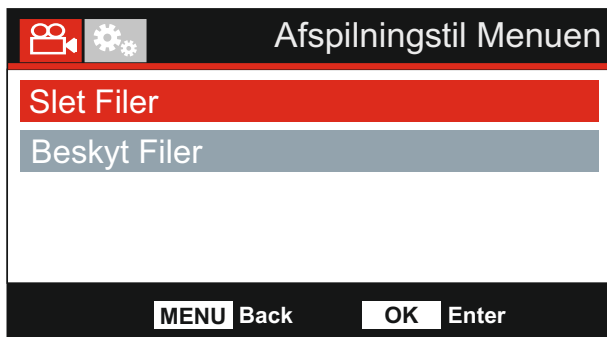 Afspilningstil Menuen
Slet Filer
Beskyt Filer
MENU Back OK Enter